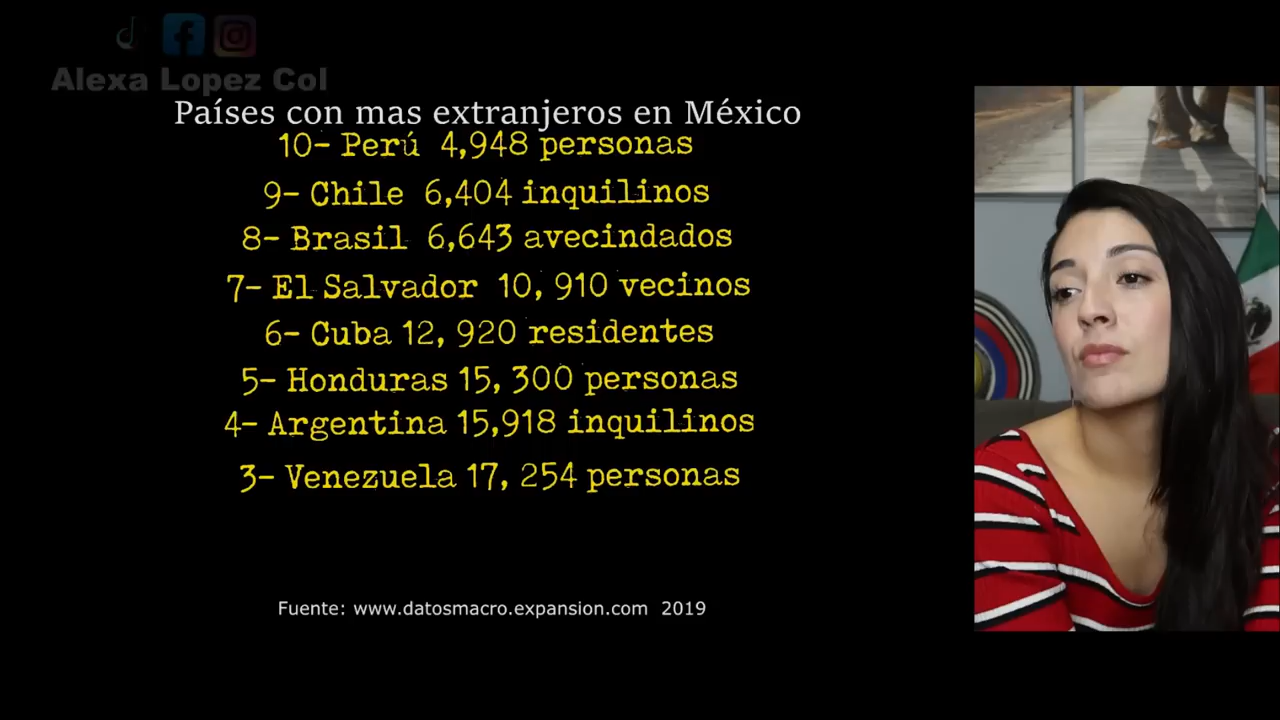 Alexa Lopez Col
Países con mas extranjeros en México
10- Perú 4,948 personas
9- Chile 6,404 inquilinos
8- Brasil 6,643 avecindados
7- El Salvador 10, 910 vecinos
6- Cuba 12, 920 residentes
5- Honduras 15, 300 personas
4- Argentina 15,918 inquilinos
3- Venezuela 17, 254 personas
Fuente: www.datosmacro.expansion.com 2019